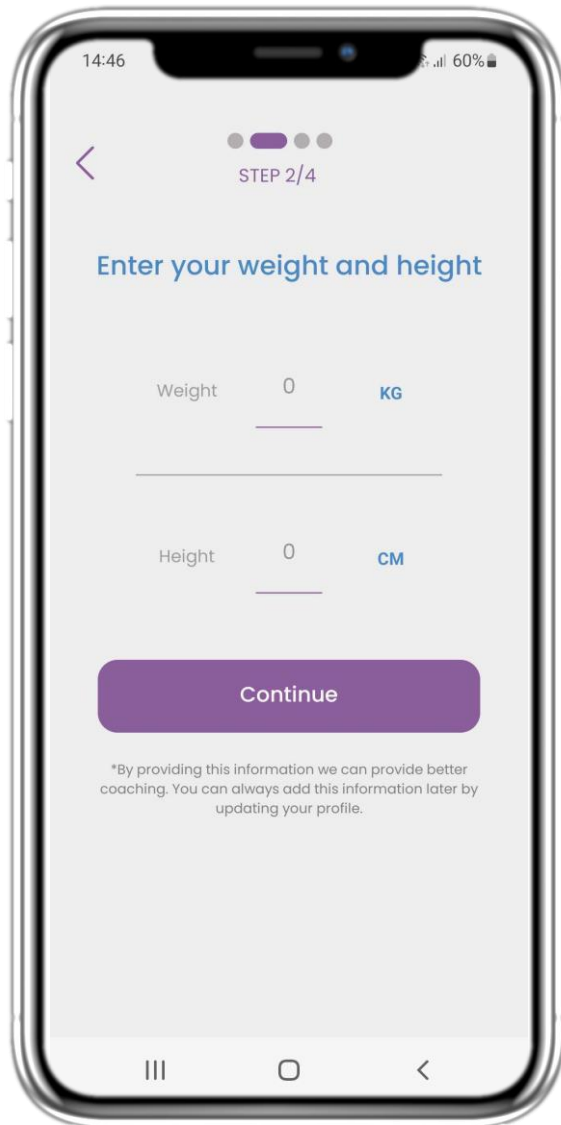 14:46
60%
STEP 2/4
Enter your weight and height
Weight 0 KG
Height 0 CM
Continue
*By providing this information we can provide better
coaching. You can always add this information later by
updating your profile.